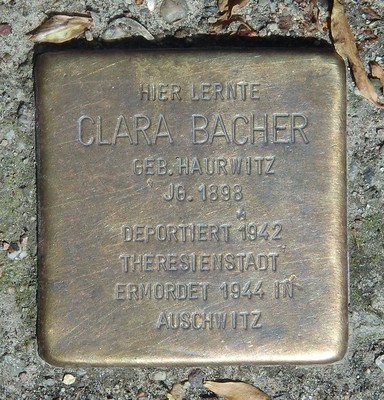 HIER LERNTE
CLARA BACHER
GEB. HAURWITZ
JG. 1898
DEPORTIERT 1942
THERESIENSTADT
ERMORDET 1944 IN
AUSCHWITZ